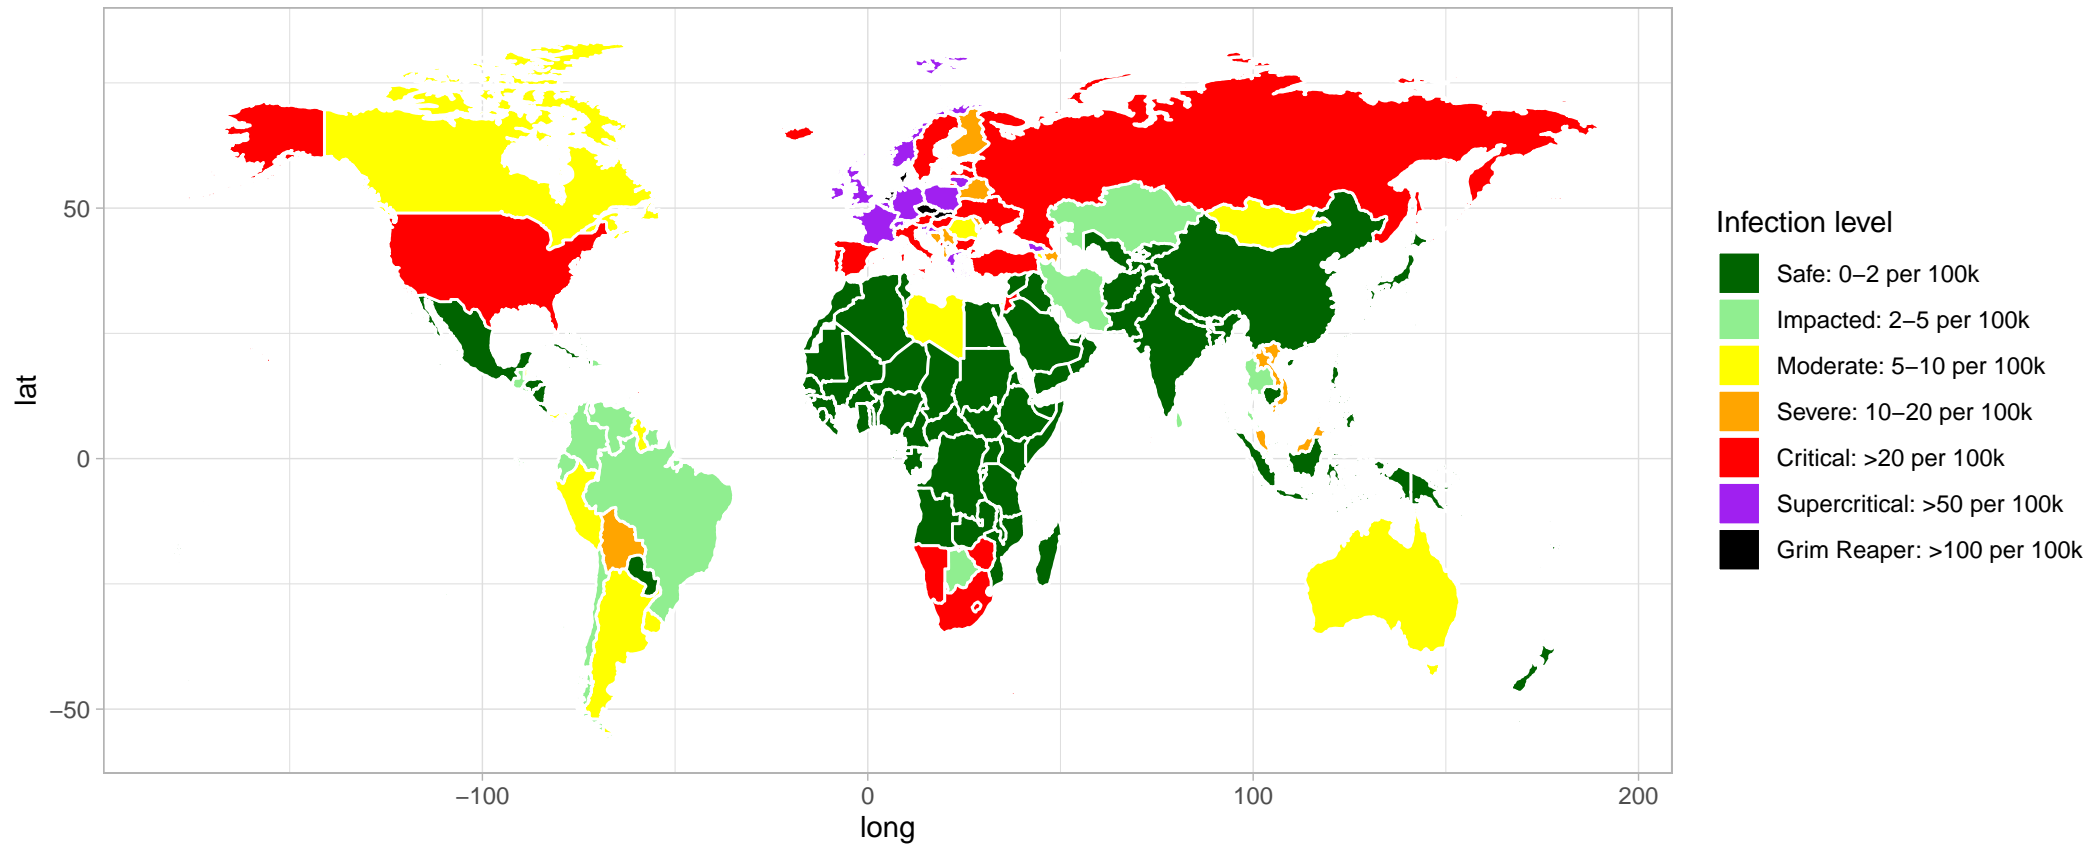 lat
50
0
−50
−100
0
100
200
long
Infection level
Safe: 0−2 per 100k
Impacted: 2−5 per 100k
Moderate: 5−10 per 100k
Severe: 10−20 per 100k
Critical: >20 per 100k
Supercritical: >50 per 100k
Grim Reaper: >100 per 100k